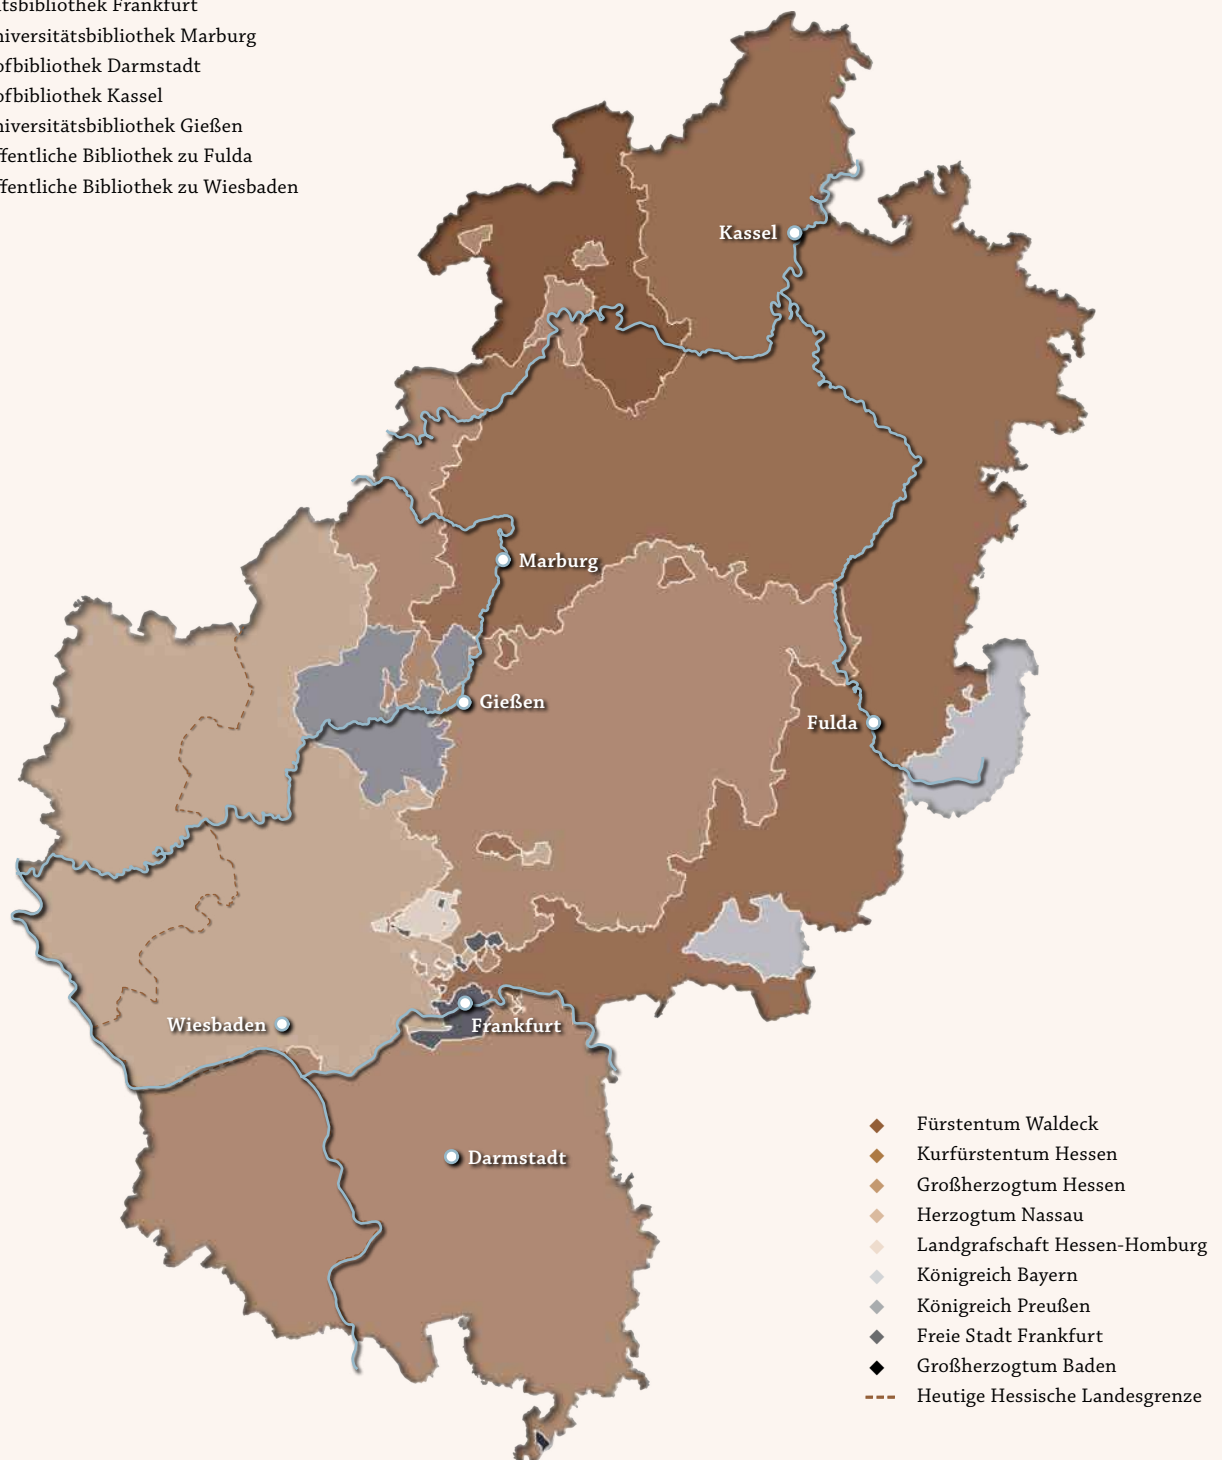 tsbibliothek Frankfurt
niversitätsbibliothek Marburg
ofbibliothek Darmstadt
ofbibliothek Kassel
niversitätsbibliothek Gießen
ffentliche Bibliothek zu Fulda
ffentliche Bibliothek zu Wiesbaden
Kassel
Marburg
Gießen
Fulda
Wiesbaden
Frankfurt
Darmstadt
Fürstentum Waldeck
Kurfürstentum Hessen
Großherzogtum Hessen
Herzogtum Nassau
Landgrafschaft Hessen-Homburg
Königreich Bayern
Königreich Preußen
Freie Stadt Frankfurt
Großherzogtum Baden
Heutige Hessische Landesgrenze